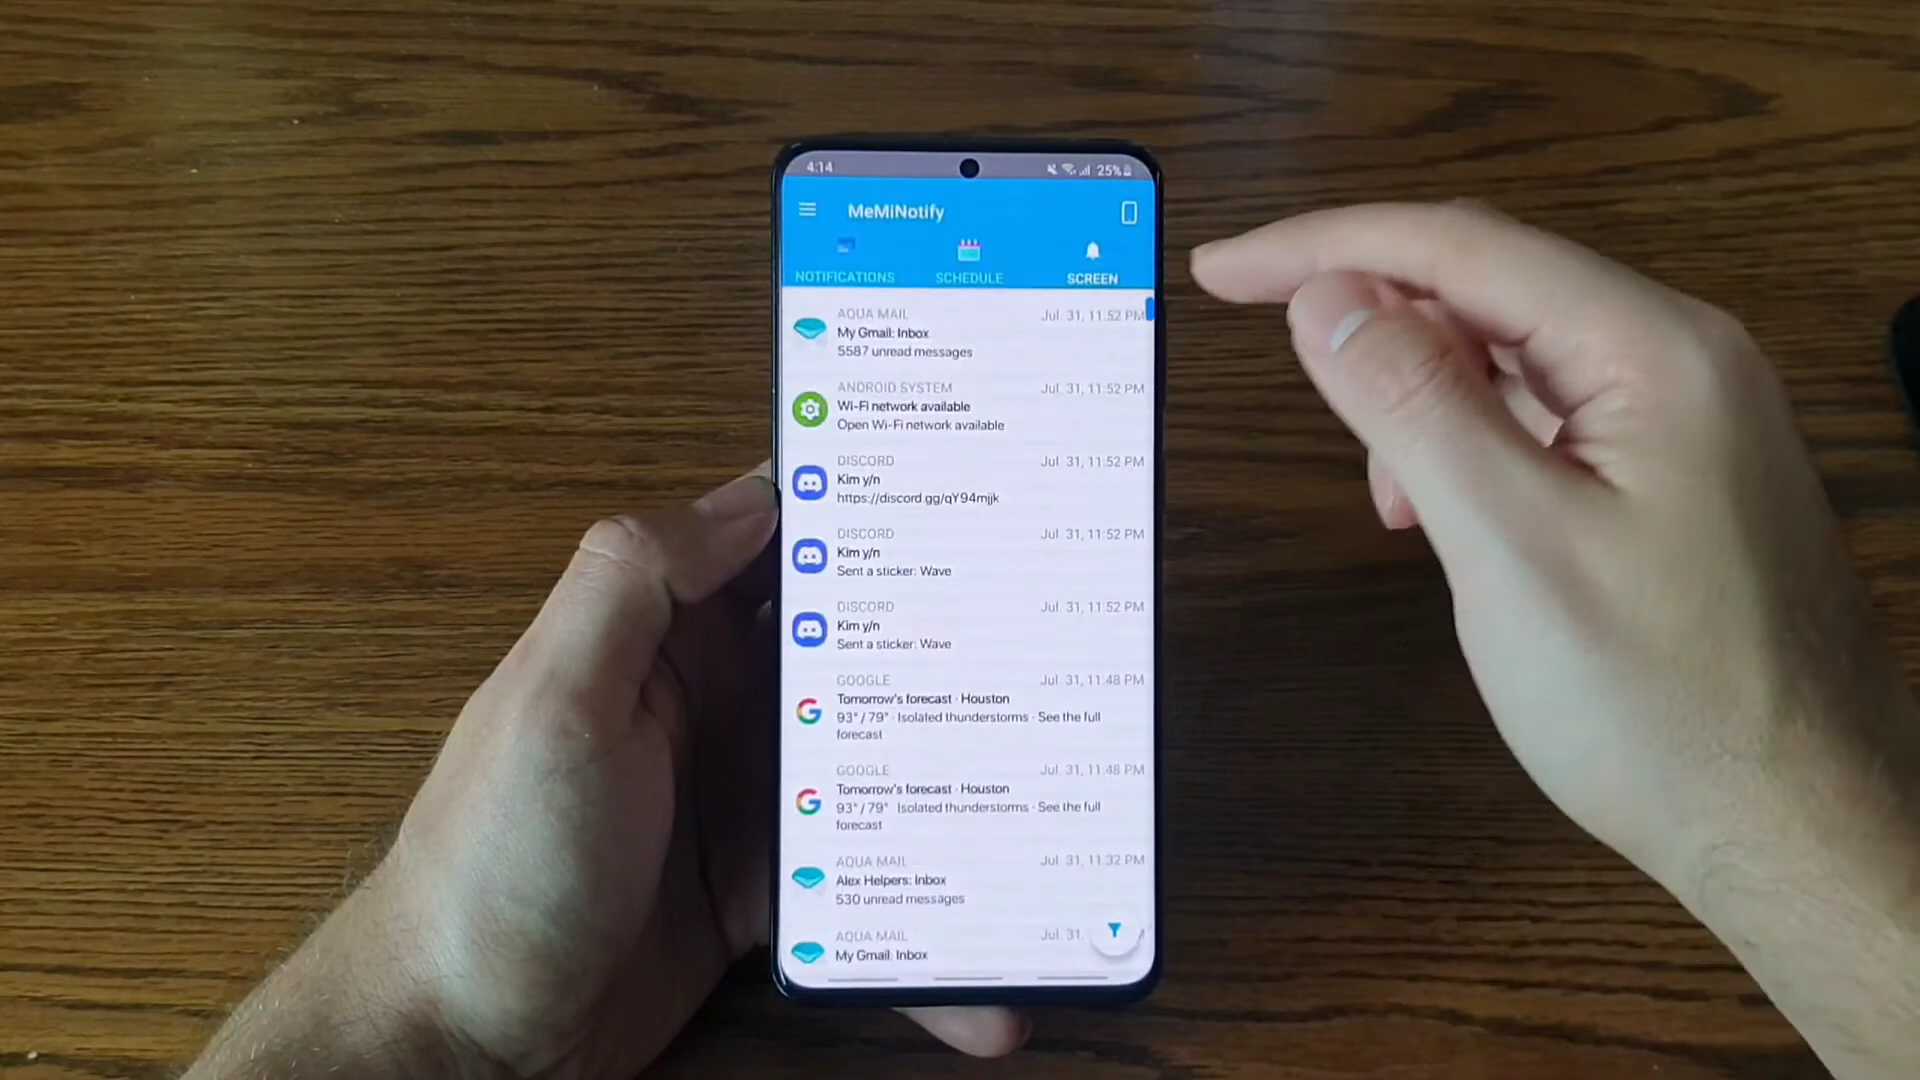 4:14
25%
MeMiNotify
NOTIFICATIONS
SCHEDULE
SCREEN
AQUA MAIL
Jul. 31, 11:52 PM
My Gmail: Inbox
5587 unread messages
ANDROID SYSTEM
Jul. 31, 11:52 PM
Wi-Fi network available
Open Wi-Fi network available
DISCORD
Jul. 31, 11:52 PM
Kim y/n
https://discord.gg/qY94mjjk
DISCORD
Jul. 31, 11:52 PM
Kim y/n
Sent a sticker: Wave
DISCORD
Jul. 31, 11:52 PM
Kim y/n
Sent a sticker: Wave
GOOGLE
Jul. 31, 11:48 PM
Tomorrow's forecast · Houston
93° / 79° · Isolated thunderstorms · See the full
forecast
GOOGLE
Jul. 31, 11:48 PM
Tomorrow's forecast · Houston
93° / 79° · Isolated thunderstorms · See the full
forecast
AQUA MAIL
Jul. 31, 11:32 PM
Alex Helpers: Inbox
530 unread messages
AQUA MAIL
Jul. 31,
My Gmail: Inbox